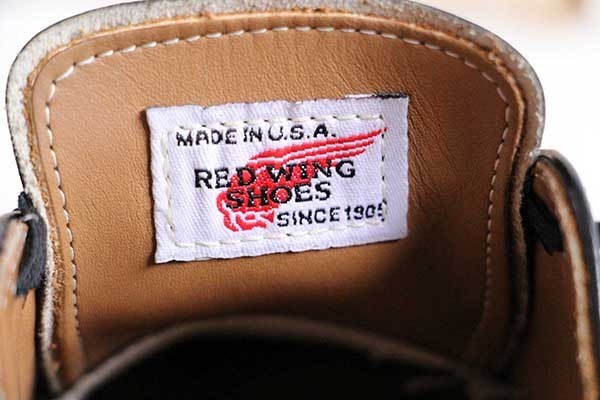 MADE IN U.S.A.
RED WING
SHOES
SINCE 1905